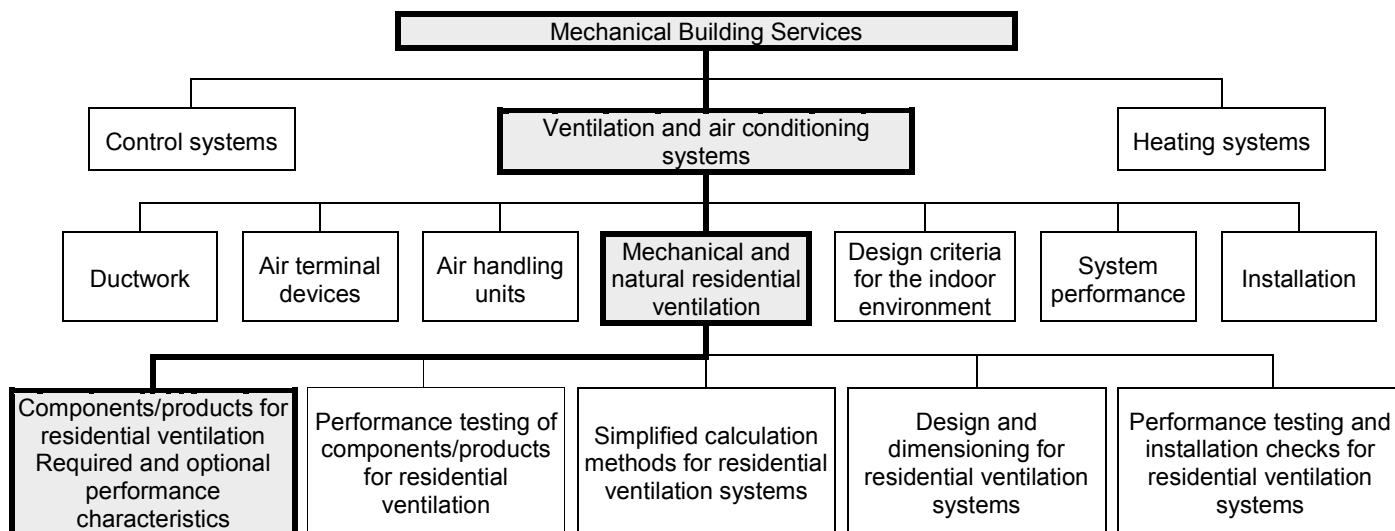 Mechanical Building Services
Control systems
Ventilation and air conditioning
systems
Heating systems
Ductwork
Air terminal
devices
Air handling
units
Mechanical and
natural residential
ventilation
Design criteria
for the indoor
environment
System
performance
Installation
Components/products for
residential ventilation
Required and optional
performance
characteristics
Performance testing of
components/products
for residential
ventilation
Simplified calculation
methods for residential
ventilation systems
Design and
dimensioning for
residential ventilation
systems
Performance testing and
installation checks for
residential ventilation
systems